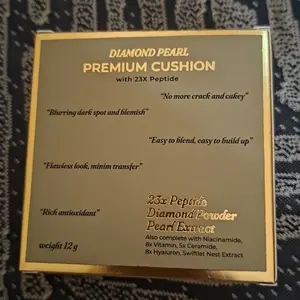 DIAMOND PEARL
PREMIUM CUSHION
with 23X Peptide
"No more crack and cakey"
"Blurring dark spot and blemish"
"Easy to blend, easy to build up"
"Flawless look, minim transfer"
"Rich antioxidant"
23x Peptide
Diamond Powder
Pearl Extract
Also complete with Niacinamide,
8x Vitamin, 5x Ceramide,
8x Hyaluron, Swiftlet Nest Extract
weight 12 g